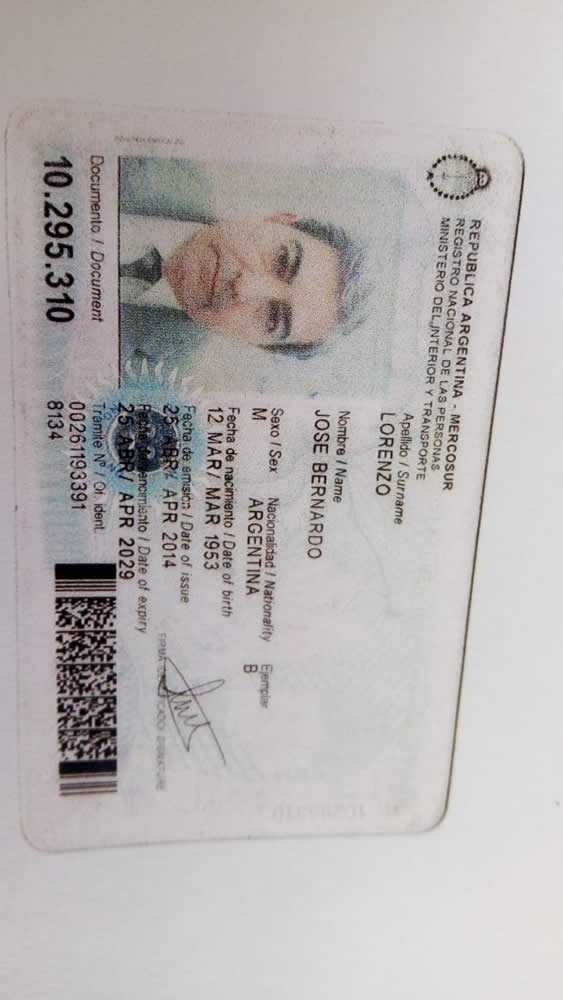 REPUBLICA ARGENTINA - MERCOSUR
REGISTRO NACIONAL DE LAS PERSONAS
MINISTERIO DEL INTERIOR Y TRANSPORTE
Apellido / Surname
LORENZO
Nombre / Name
JOSE BERNARDO
Sexo / Sex Nacionalidad / Nationality Ejemplar
M ARGENTINA B
Fecha de nacimiento / Date of birth
12 MAR/ MAR 1953
Fecha de emisión / Date of issue
25 ABR/ APR 2014
Fecha de vencimiento / Date of expiry
25 ABR/ APR 2029
Trámite Nº / Of. ident.
00261193391
8134
Documento / Document
10.295.310
FIRMA IDENTIFICADO/ SIGNATURE